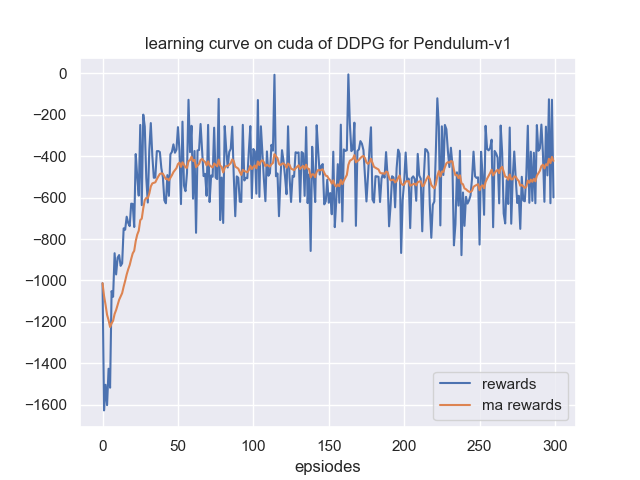 learning curve on cuda of DDPG for Pendulum-v1
0
−200
−400
−600
−800
−1000
−1200
−1400
−1600
0 50 100 150 200 250 300
epsiodes
rewards
ma rewards